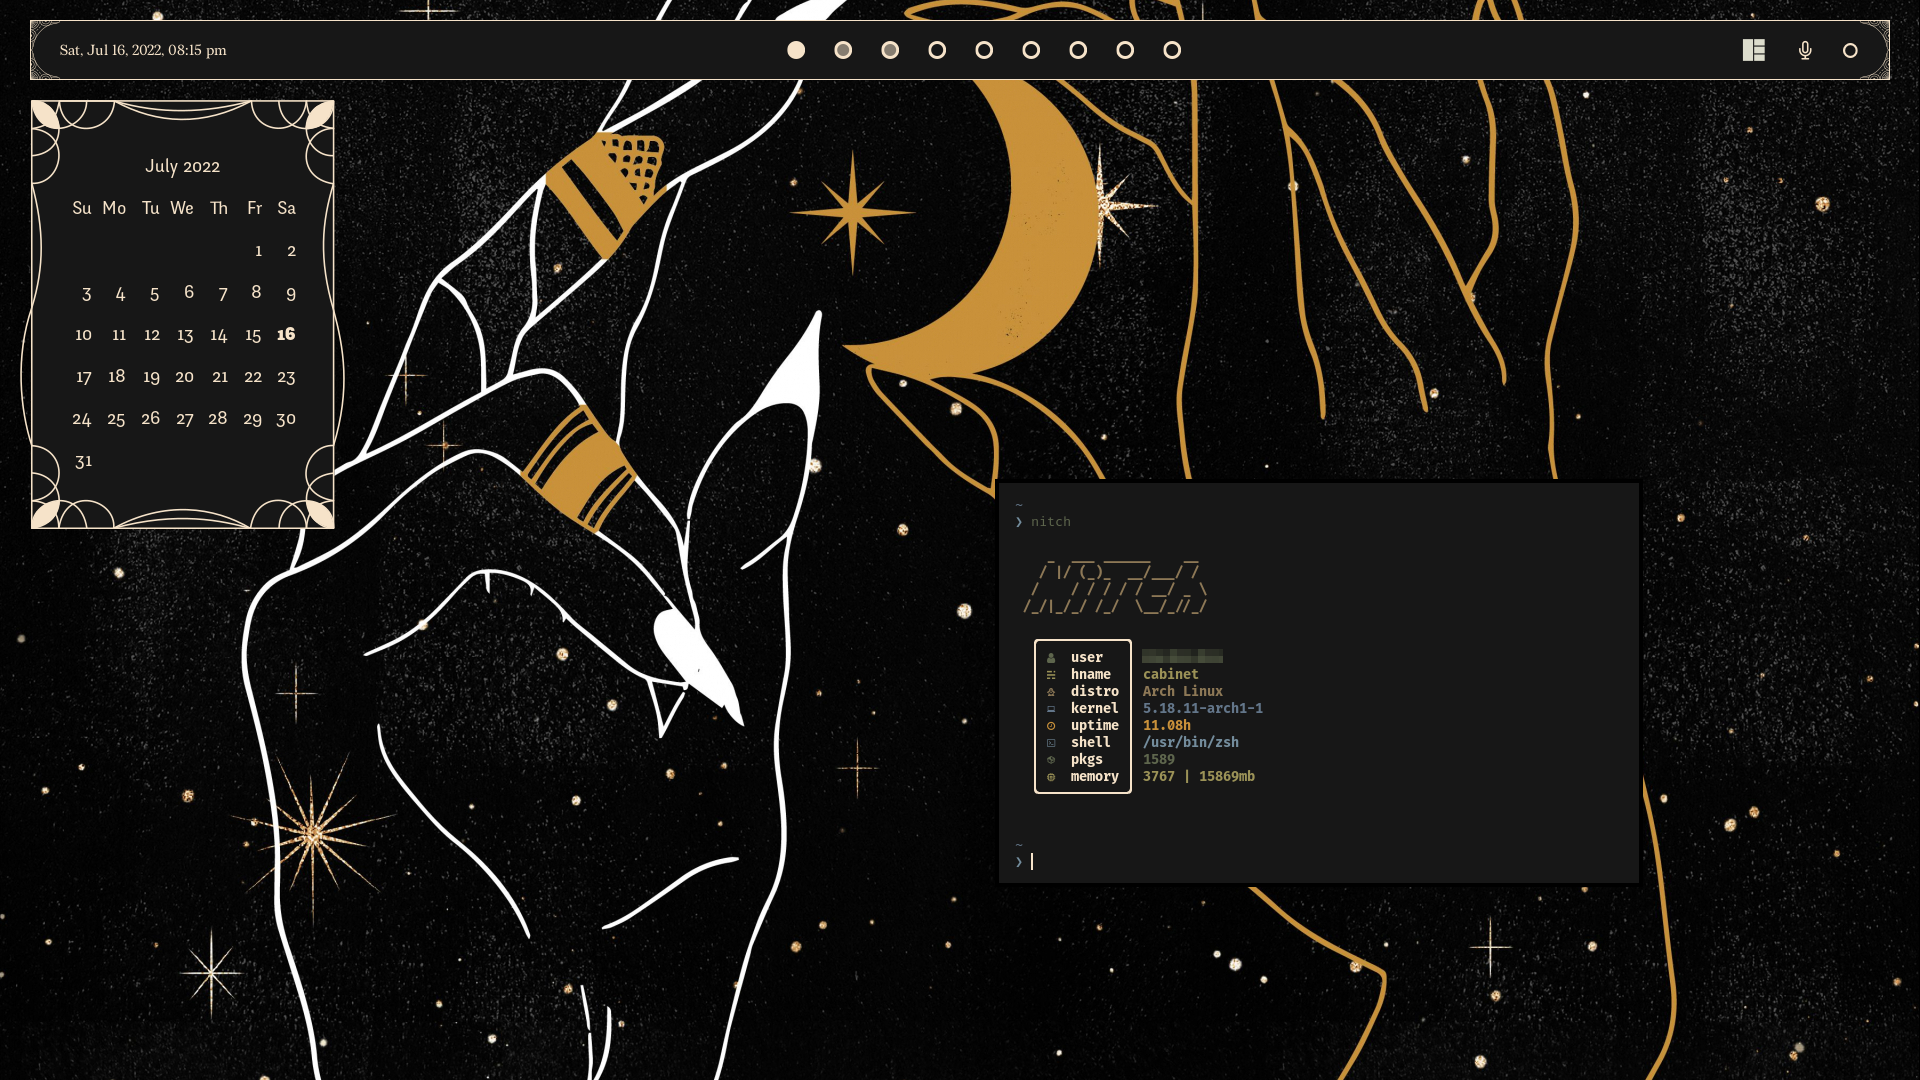 Sat, Jul 16, 2022, 08:15 pm
July 2022
Su Mo Tu We Th Fr Sa
1 2
3 4 5 6 7 8 9
10 11 12 13 14 15 16
17 18 19 20 21 22 23
24 25 26 27 28 29 30
31
~
❯ nitch
Nitch
user
hname cabinet
distro Arch Linux
kernel 5.18.11-arch1-1
uptime 11.08h
shell /usr/bin/zsh
pkgs 1589
memory 3767 | 15869mb
~
❯